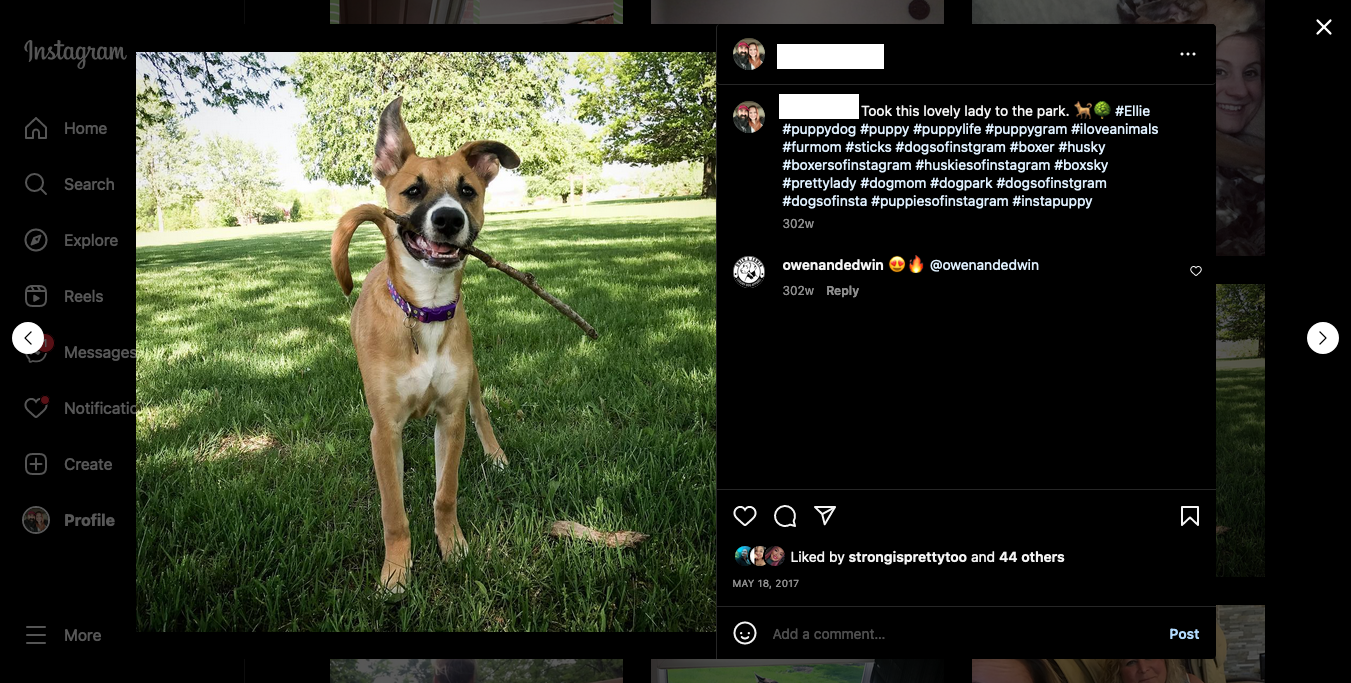 Instagram
Home
Search
Explore
Reels
Messages
Notificatio
Create
Profile
More
Took this lovely lady to the park. 🐕🌳 #Ellie
#puppydog #puppy #puppylife #puppygram #iloveanimals
#furmom #sticks #dogsofinstgram #boxer #husky
#boxersofinstagram #huskiesofinstagram #boxsky
#prettylady #dogmom #dogpark #dogsofinstgram
#dogsofinsta #puppiesofinstagram #instapuppy
302w
owenandedwin 😍🔥 @owenandedwin
302w Reply
Liked by strongisprettytoo and 44 others
MAY 18, 2017
Add a comment...
Post